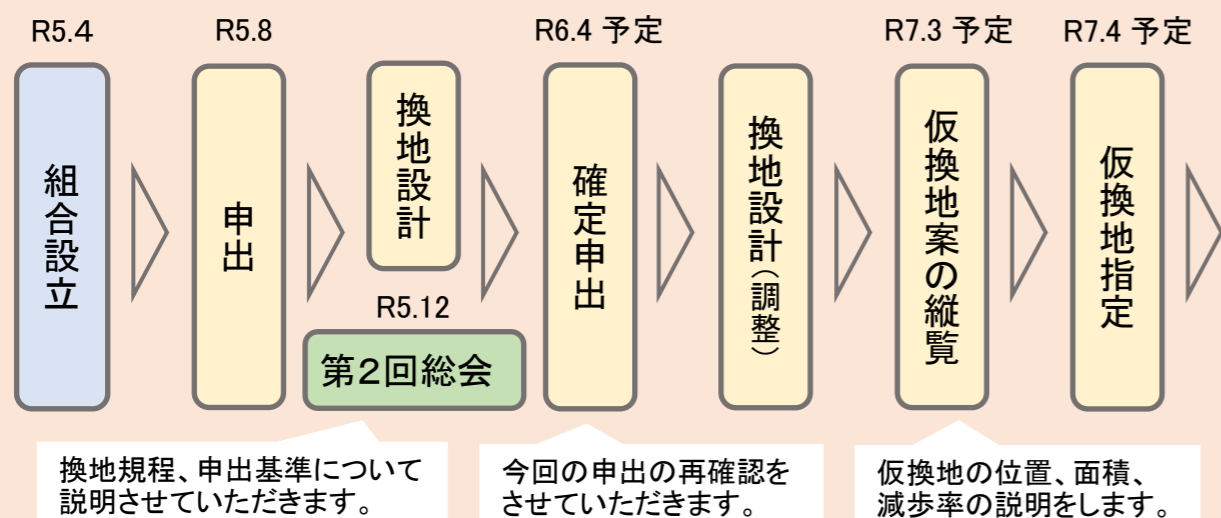 R5.4
R5.8
R6.4 予定
R7.3 予定
R7.4 予定
組合設立
申出
換地設計
R5.12
第2回総会
確定申出
換地設計(調整)
仮換地案の縦覧
仮換地指定
換地規程、申出基準について
説明させていただきます。
今回の申出の再確認を
させていただきます。
仮換地の位置、面積、
減歩率の説明をします。